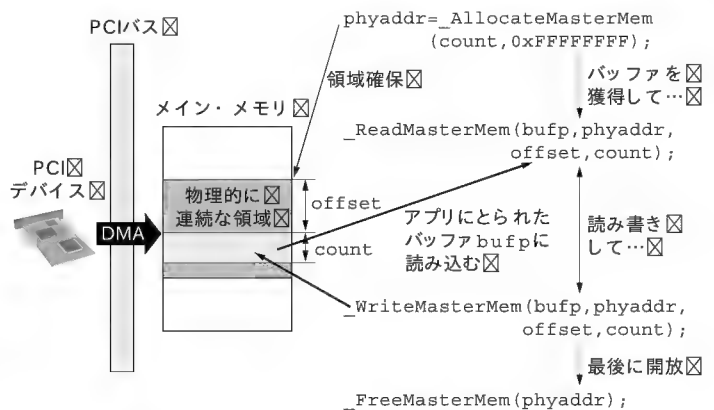 PCIバス
phyaddr=_AllocateMasterMem
(count,0xFFFFFFFF);
領域確保
バッファを
獲得して…
メイン・メモリ
_ReadMasterMem(bufp,phyaddr,
offset,count);
PCI
デバイス
物理的に
連続な領域
offset
DMA
count
アプリにとられた
バッファbufpに
読み込む
読み書き
して…
_WriteMasterMem(bufp,phyaddr,
offset,count);
最後に開放
_FreeMasterMem(phyaddr);